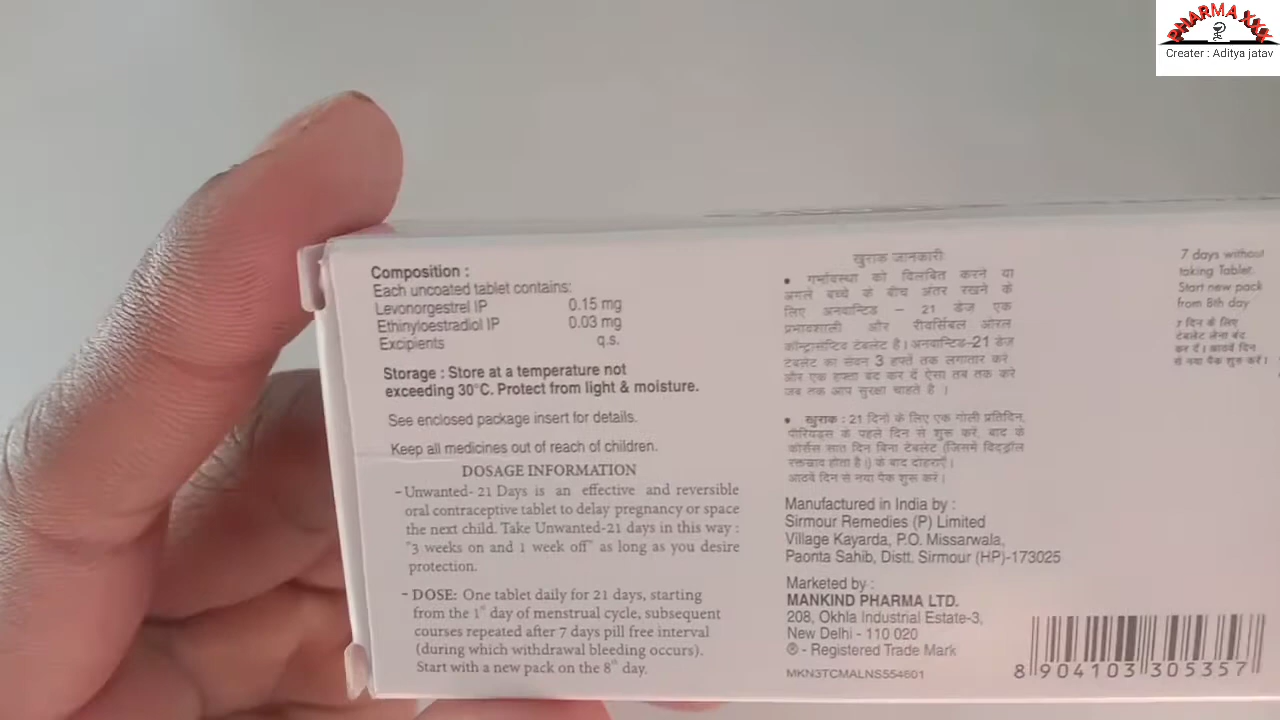 PHARMA XXX
Creater : Aditya jatav
Composition :
Each uncoated tablet contains:
Levonorgestrel IP 0.15 mg
Ethinyloestradiol IP 0.03 mg
Excipients q.s.
Storage : Store at a temperature not
exceeding 30°C. Protect from light & moisture.
See enclosed package insert for details.
Keep all medicines out of reach of children.
DOSAGE INFORMATION
- Unwanted- 21 Days is an effective and reversible
oral contraceptive tablet to delay pregnancy or space
the next child. Take Unwanted-21 days in this way :
"3 weeks on and 1 week off" as long as you desire
protection.
- DOSE: One tablet daily for 21 days, starting
from the 1st day of menstrual cycle, subsequent
courses repeated after 7 days pill free interval
(during which withdrawal bleeding occurs).
Start with a new pack on the 8th day.
खुराक जानकारी
• गर्भावस्था को विलंबित करने या
अगले बच्चे के बीच अंतर रखने के
लिए अनवान्टिड - 21 डेज एक
प्रभावशाली और रीवर्सिबल ओरल
कॉन्ट्रासेप्टिव टेबलेट है। अनवान्टिड-21 डेज
टेबलेट का सेवन 3 हफ्ते तक लगातार करें,
और एक हफ्ता बंद कर दें ऐसा तब तक करें
जब तक आप सुरक्षा चाहते है ।
• खुराक : 21 दिनों के लिए एक गोली प्रतिदिन,
पीरियड्स के पहले दिन से शुरू करें, बाद के
कोर्सेस सात दिन बिना टेबलेट (जिसमें विद्ड्रॉल
रक्तस्राव होता है।) के बाद दोहराएँ।
आठवें दिन से नया पैक शुरू करें।
Manufactured in India by :
Sirmour Remedies (P) Limited
Village Kayarda, P.O. Missarwala,
Paonta Sahib, Distt. Sirmour (HP)-173025
Marketed by :
MANKIND PHARMA LTD.
208, Okhla Industrial Estate-3,
New Delhi - 110 020
® - Registered Trade Mark
MKN3TCMALNS554601
7 days without
taking Tablet.
Start new pack
from 8th day
7 दिन के लिए
टेबलेट लेना बंद
कर दें। आठवें दिन
से नया पैक शुरू करें।
8 904103 305357